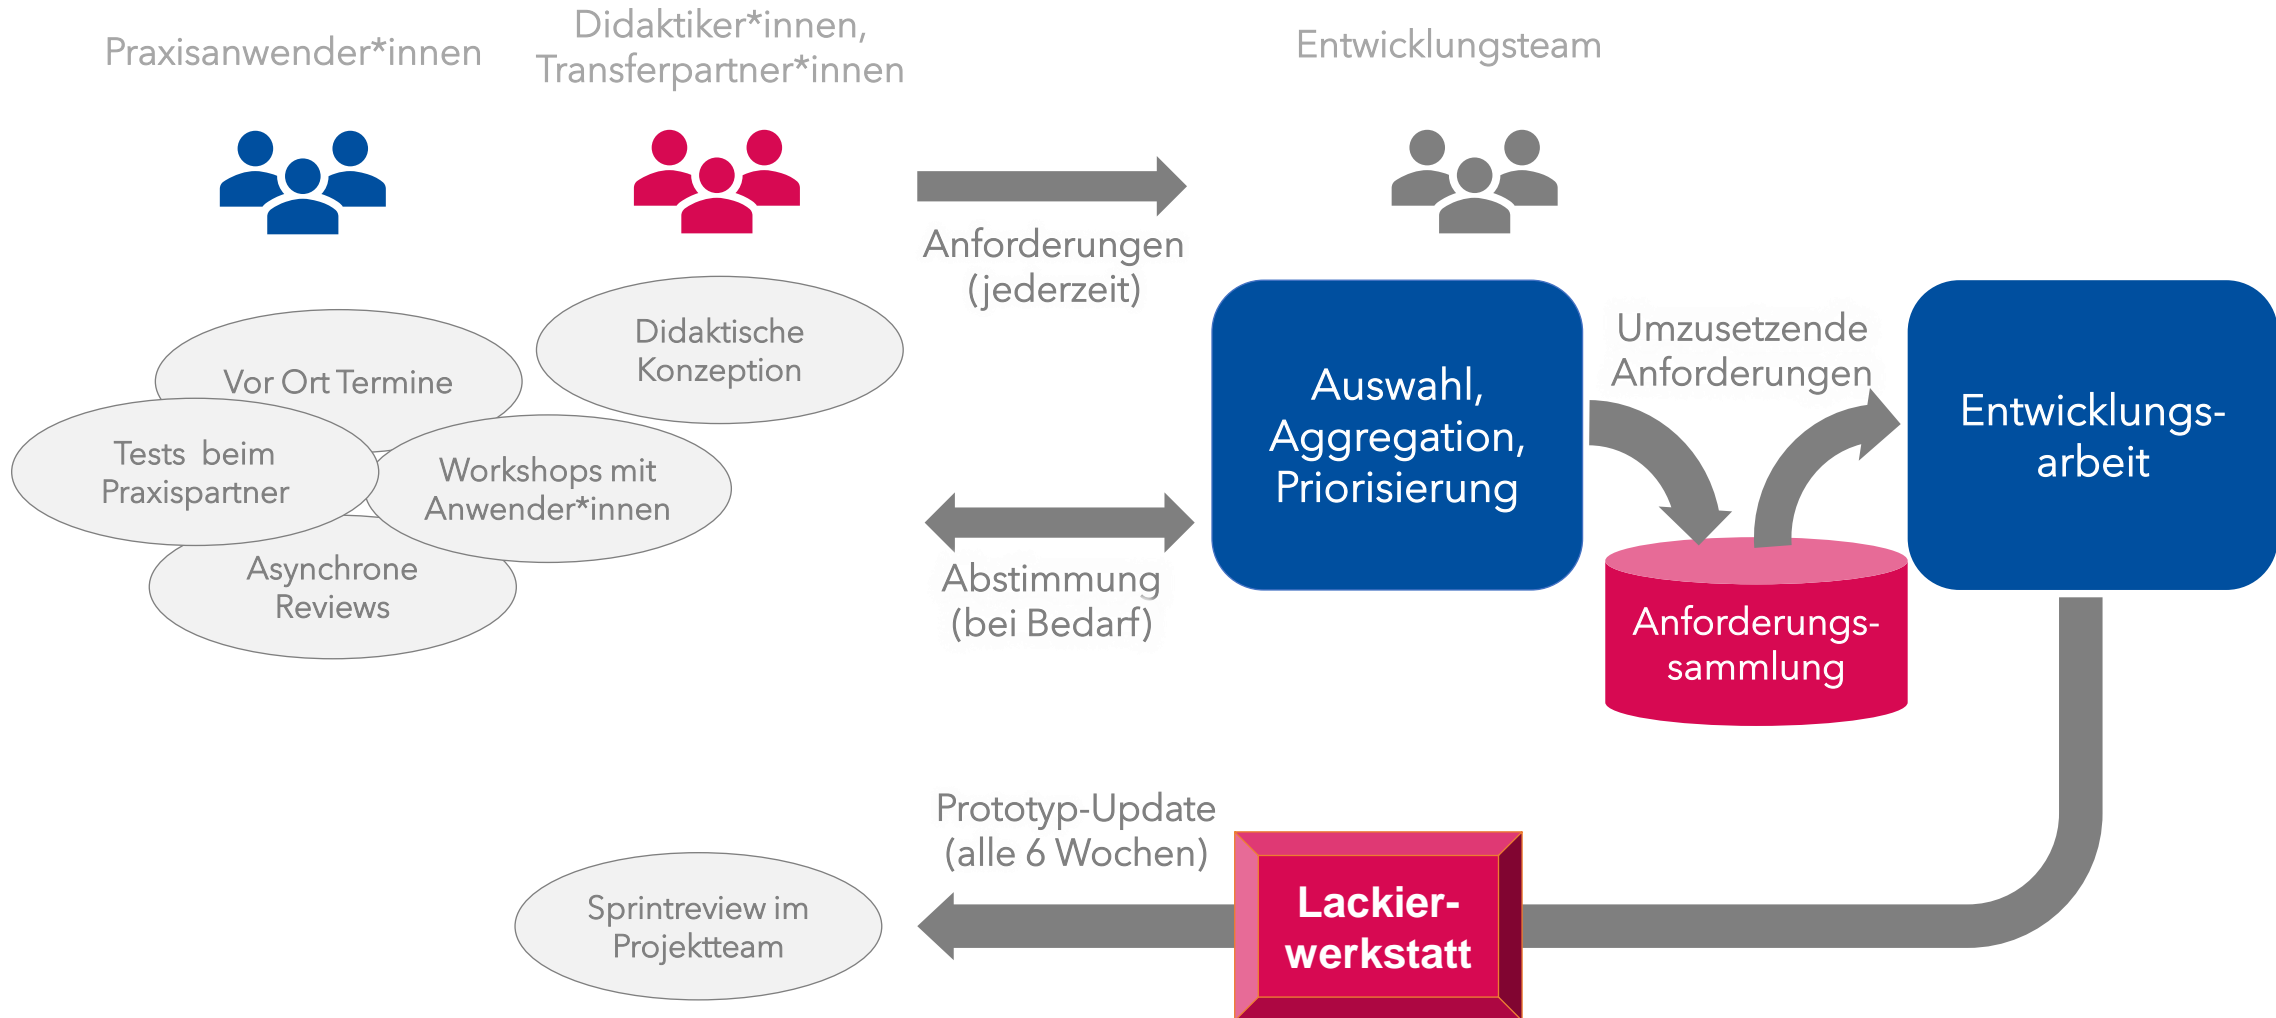 Praxisanwender*innen
Didaktiker*innen,
Transferpartner*innen
Entwicklungsteam
Anforderungen
(jederzeit)
Didaktische
Konzeption
Vor Ort Termine
Tests beim
Praxispartner
Workshops mit
Anwender*innen
Asynchrone
Reviews
Abstimmung
(bei Bedarf)
Auswahl,
Aggregation,
Priorisierung
Umzusetzende
Anforderungen
Anforderungs-
sammlung
Entwicklungs-
arbeit
Prototyp-Update
(alle 6 Wochen)
Lackier-
werkstatt
Sprintreview im
Projektteam